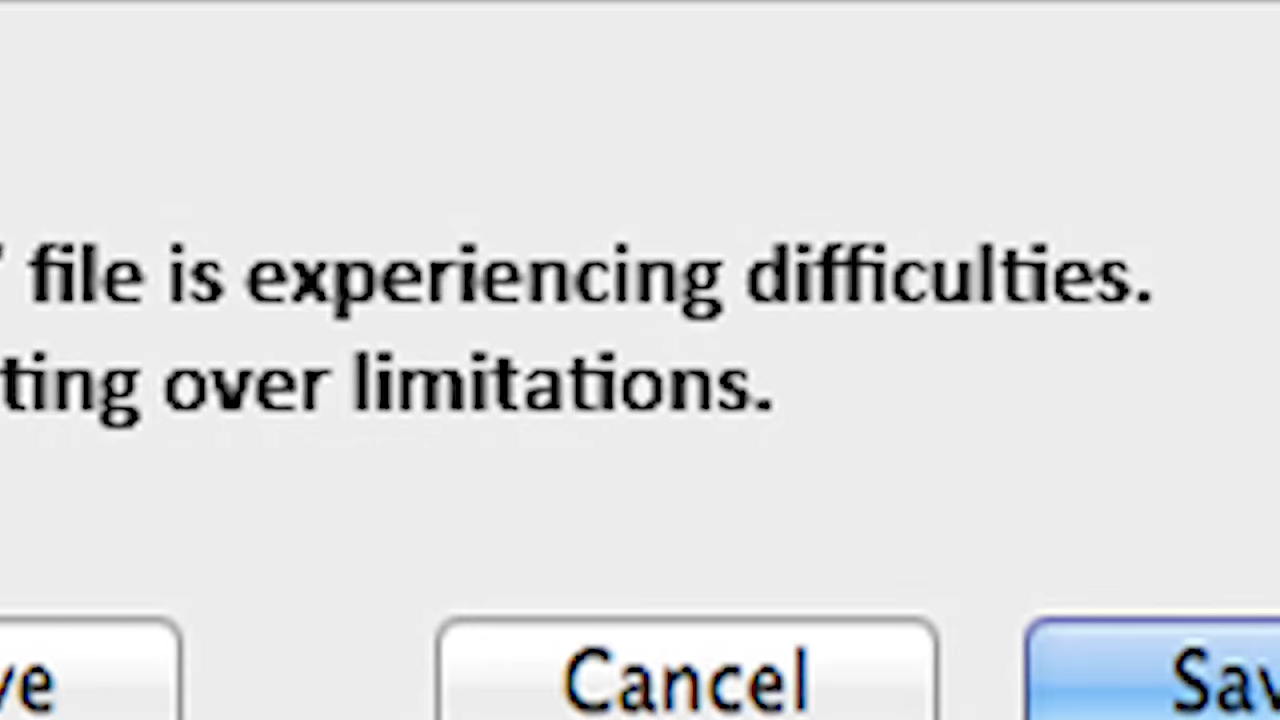 file is experiencing difficulties.
ting over limitations.
ve Cancel Sav